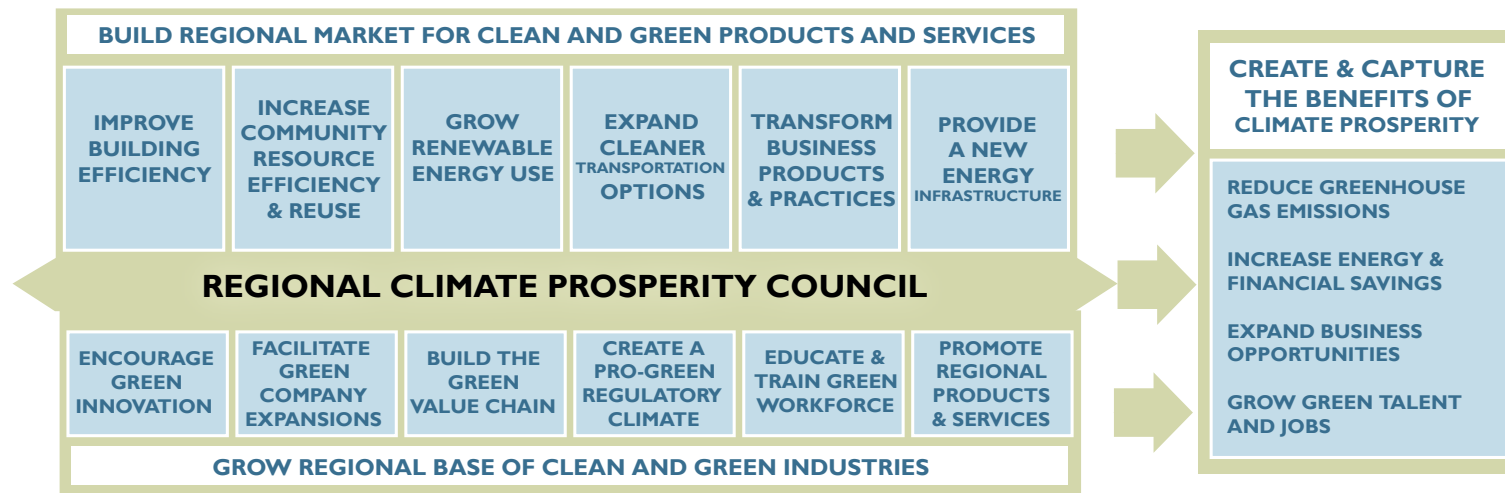 BUILD REGIONAL MARKET FOR CLEAN AND GREEN PRODUCTS AND SERVICES
IMPROVE
BUILDING
EFFICIENCY
INCREASE
COMMUNITY
RESOURCE
EFFICIENCY
& REUSE
GROW
RENEWABLE
ENERGY USE
EXPAND
CLEANER
TRANSPORTATION
OPTIONS
TRANSFORM
BUSINESS
PRODUCTS
& PRACTICES
PROVIDE
A NEW
ENERGY
INFRASTRUCTURE
REGIONAL CLIMATE PROSPERITY COUNCIL
ENCOURAGE
GREEN
INNOVATION
FACILITATE
GREEN
COMPANY
EXPANSIONS
BUILD THE
GREEN
VALUE CHAIN
CREATE A
PRO-GREEN
REGULATORY
CLIMATE
EDUCATE &
TRAIN GREEN
WORKFORCE
PROMOTE
REGIONAL
PRODUCTS
& SERVICES
GROW REGIONAL BASE OF CLEAN AND GREEN INDUSTRIES
CREATE & CAPTURE
THE BENEFITS OF
CLIMATE PROSPERITY
REDUCE GREENHOUSE
GAS EMISSIONS
INCREASE ENERGY &
FINANCIAL SAVINGS
EXPAND BUSINESS
OPPORTUNITIES
GROW GREEN TALENT
AND JOBS